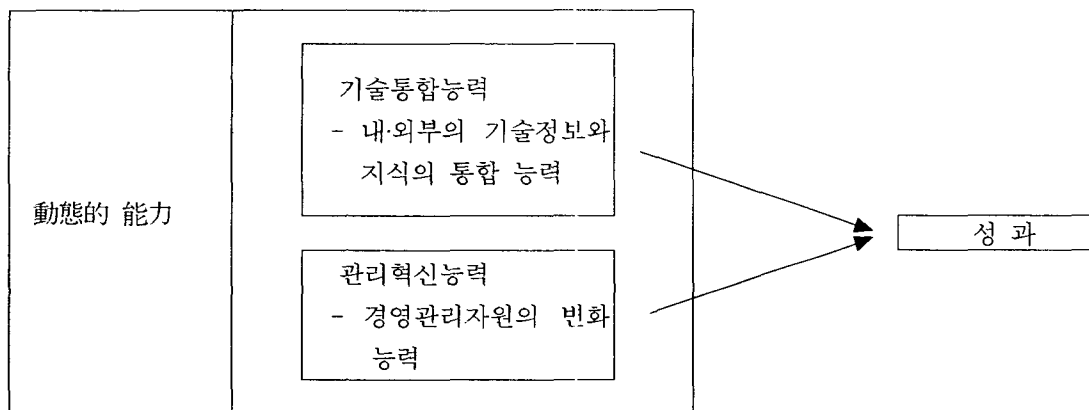 기술통합능력
- 내·외부의 기술정보와
지식의 통합 능력
動態的 能力
성 과
관리혁신능력
- 경영관리자원의 변화
능력